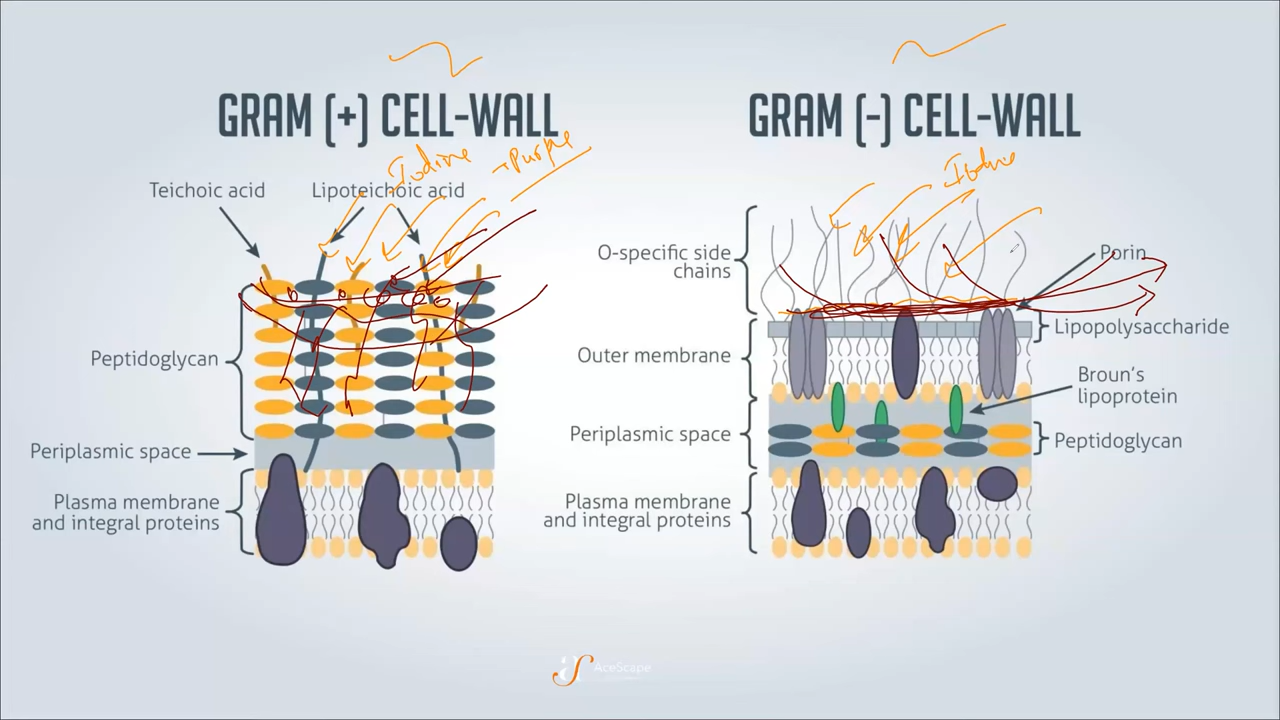 GRAM (+) CELL-WALL
Iodine
→ Purple
Teichoic acid
Lipoteichoic acid
Peptidoglycan
Periplasmic space
Plasma membrane
and integral proteins
GRAM (-) CELL-WALL
Iodine
O-specific side
chains
Porin
Lipopolysaccharide
Outer membrane
Broun's
lipoprotein
Periplasmic space
Peptidoglycan
Plasma membrane
and integral proteins
AceScape